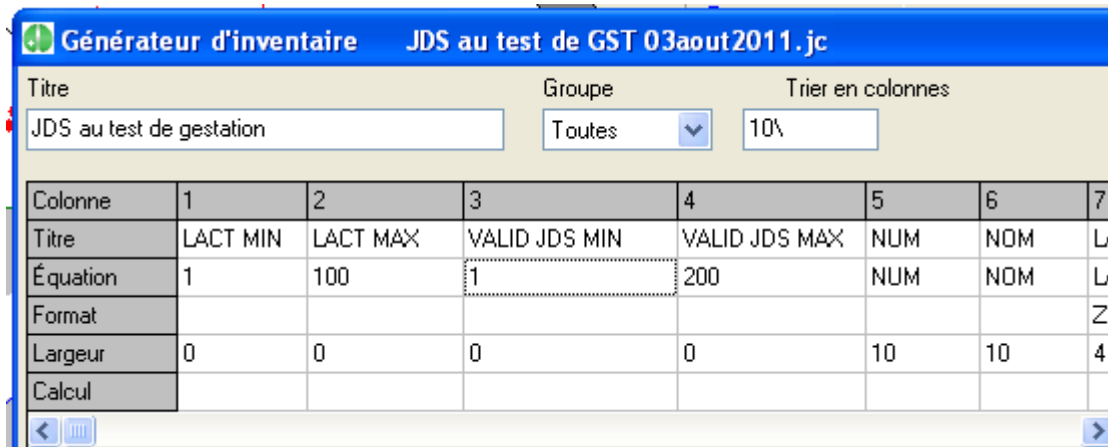 Générateur d'inventaire JDS au test de GST 03aout2011.jc
Titre Groupe Trier en colonnes
JDS au test de gestation Toutes 10\
Colonne 1 2 3 4 5 6 7
Titre LACT MIN LACT MAX VALID JDS MIN VALID JDS MAX NUM NOM
Équation 1 100 1 200 NUM NOM
Format Z
Largeur 0 0 0 0 10 10 4
Calcul